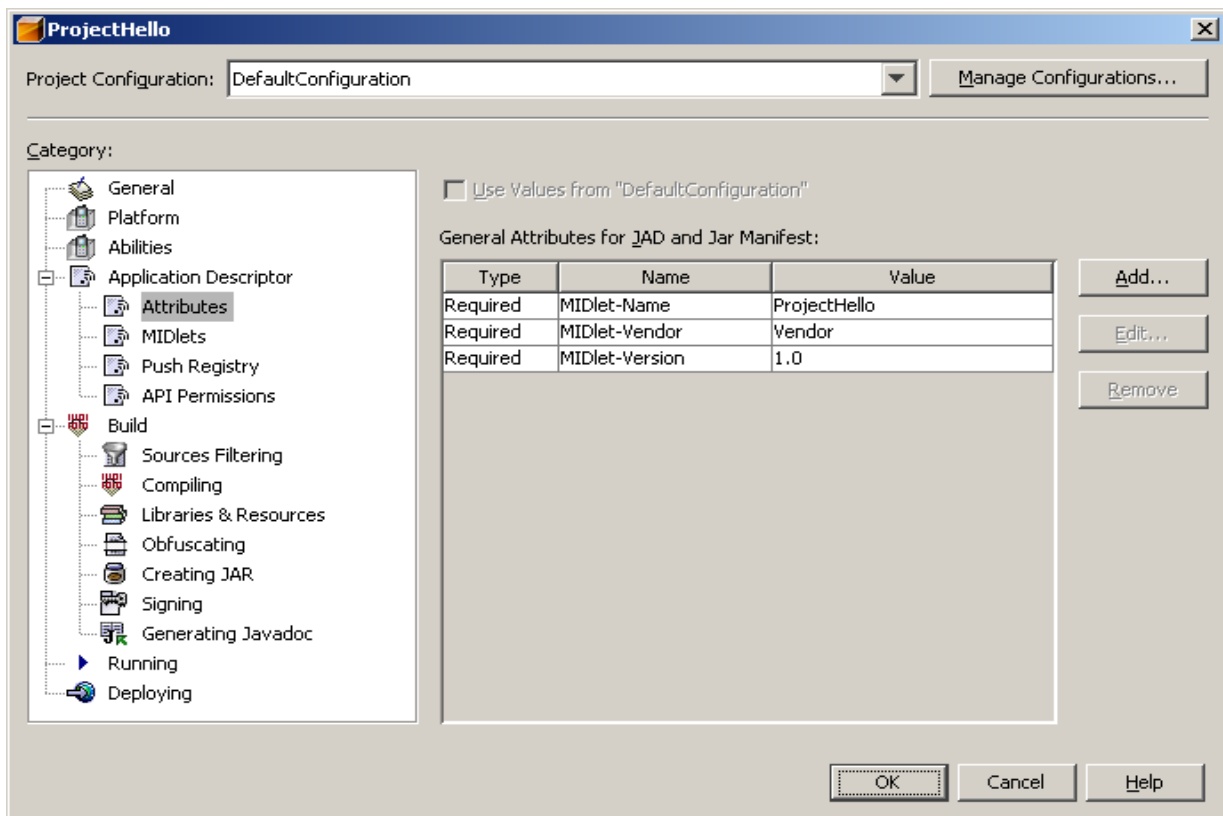 ProjectHello
Project Configuration: DefaultConfiguration Manage Configurations...
Category:
General
Platform
Abilities
Application Descriptor
Attributes
MIDlets
Push Registry
API Permissions
Build
Sources Filtering
Compiling
Libraries & Resources
Obfuscating
Creating JAR
Signing
Generating Javadoc
Running
Deploying
Use Values from "DefaultConfiguration"
General Attributes for JAD and Jar Manifest:
Type Name Value
Required MIDlet-Name ProjectHello
Required MIDlet-Vendor Vendor
Required MIDlet-Version 1.0
Add...
Edit...
Remove
OK Cancel Help